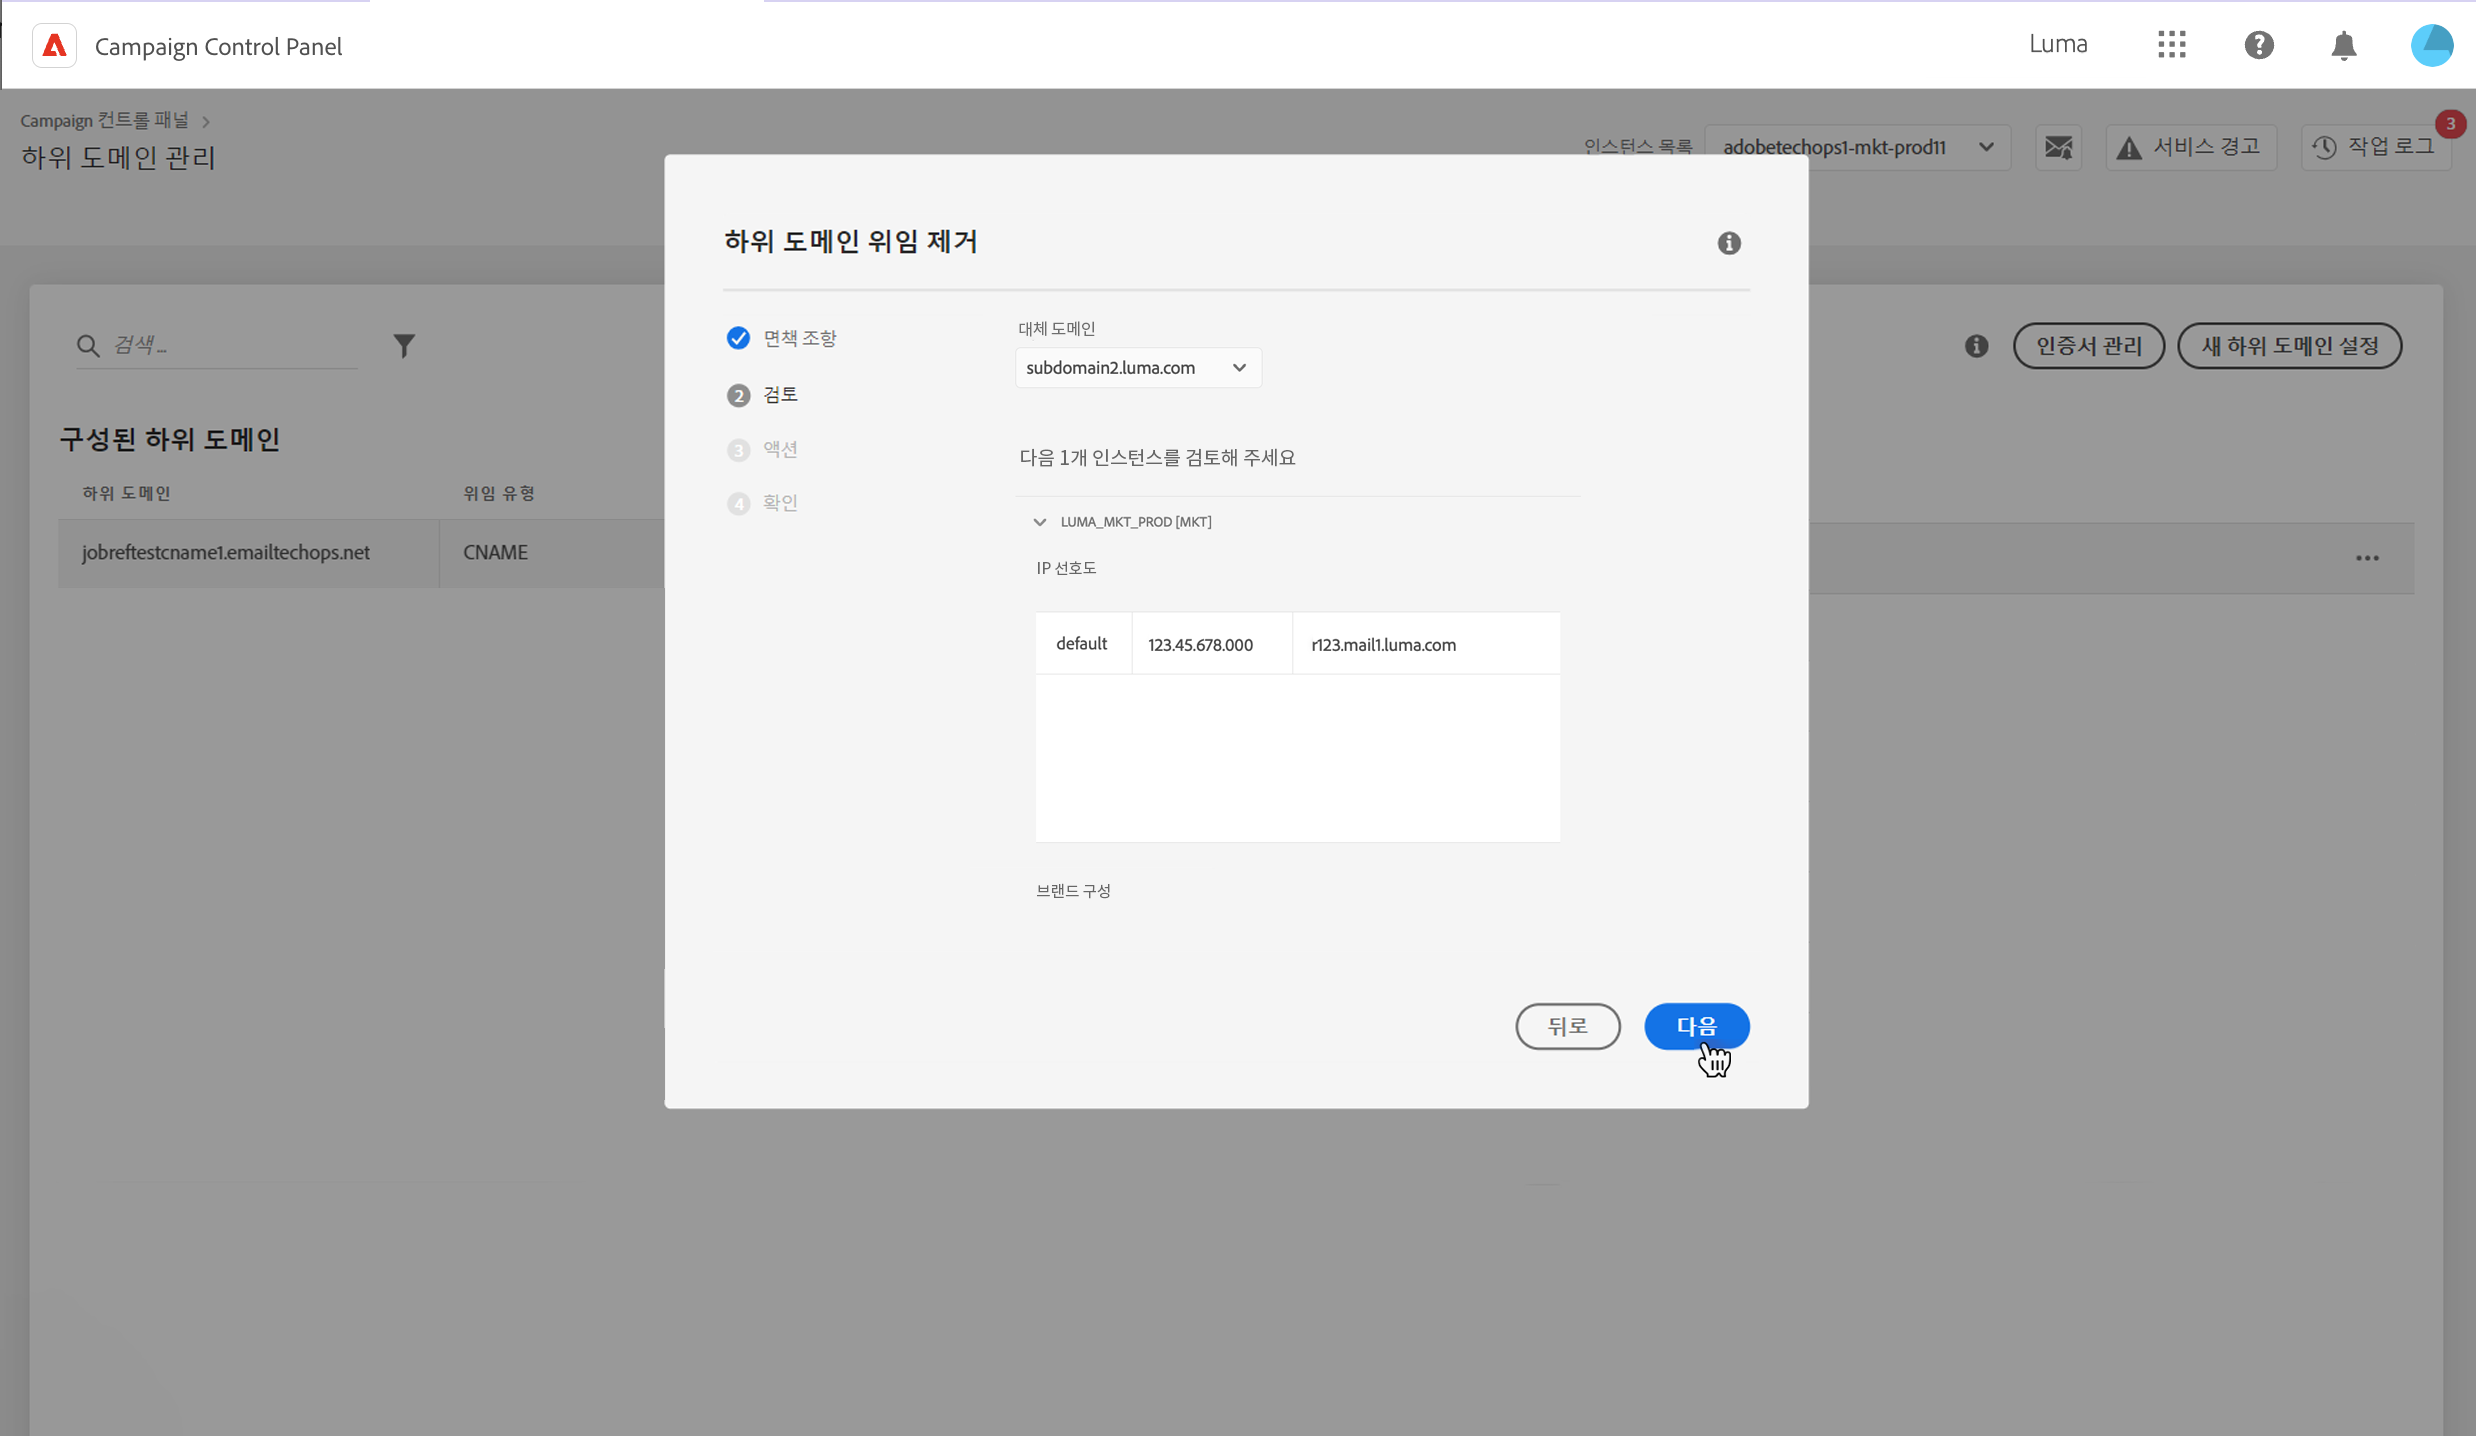 Campaign Control Panel
Luma
Campaign 컨트롤 패널
하위 도메인 관리
인스턴스 목록
adobetechops1-mkt-prod11
서비스 경고
작업 로그
3
하위 도메인 위임 제거
검색...
인증서 관리
새 하위 도메인 설정
구성된 하위 도메인
하위 도메인
위임 유형
jobreftestcname1.emailtechops.net
CNAME
면책 조항
2 검토
3 액션
4 확인
대체 도메인
subdomain2.luma.com
다음 1개 인스턴스를 검토해 주세요
LUMA_MKT_PROD [MKT]
IP 선호도
default
123.45.678.000
r123.mail1.luma.com
브랜드 구성
뒤로
다음